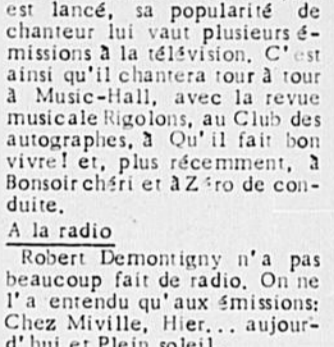 est lancé, sa popularité de
chanteur lui vaut plusieurs é-
missions à la télévision. C'est
ainsi qu'il chantera tour à tour
à Music-Hall, avec la revue
musicale Rigolons, au Club des
autographes, à Qu'il fait bon
vivre! et, plus récemment, à
Bonsoir chéri et à Zéro de con-
duite.
A la radio
Robert Demontigny n'a pas
beaucoup fait de radio. On ne
l'a entendu qu'aux émissions:
Chez Miville, Hier... aujour-
d'hui et Plein soleil